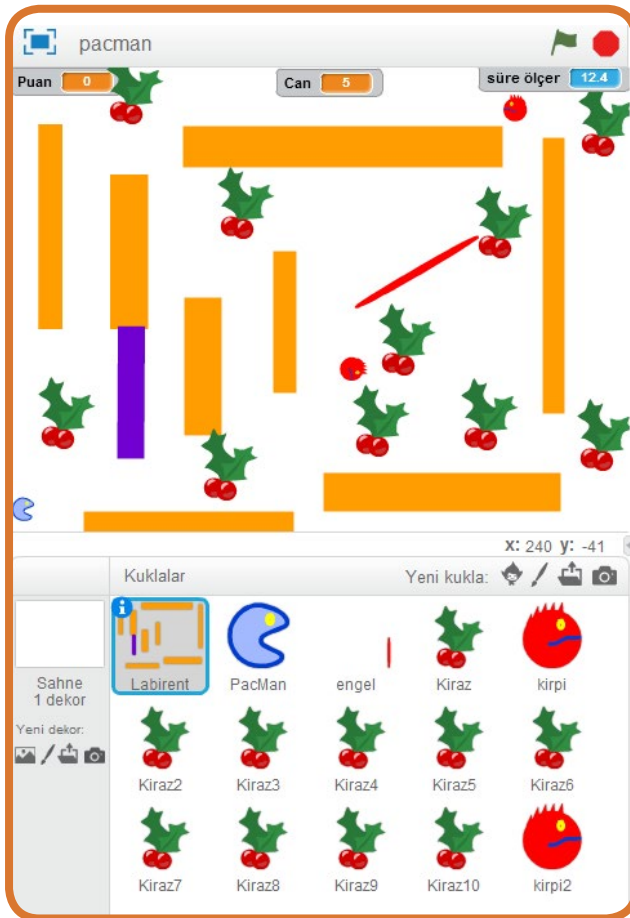 pacman
Puan 0 Can 5 süre ölçer 12.4
x: 240 y: -41
Kuklalar Yeni kukla:
Sahne
1 dekor
Yeni dekor:
Labirent PacMan engel Kiraz kirpi
Kiraz2 Kiraz3 Kiraz4 Kiraz5 Kiraz6
Kiraz7 Kiraz8 Kiraz9 Kiraz10 kirpi2